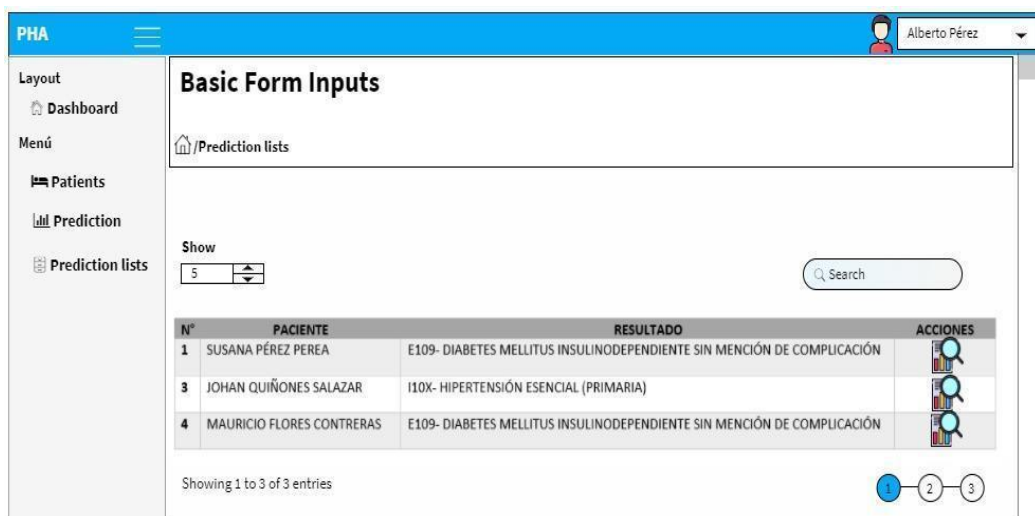 PHA
Alberto Pérez
Layout
Dashboard
Menú
Patients
Prediction
Prediction lists
Basic Form Inputs
/Prediction lists
Show
5
Search
N° PACIENTE RESULTADO ACCIONES
1 SUSANA PÉREZ PEREA E109- DIABETES MELLITUS INSULINODEPENDIENTE SIN MENCIÓN DE COMPLICACIÓN
3 JOHAN QUIÑONES SALAZAR I10X- HIPERTENSIÓN ESENCIAL (PRIMARIA)
4 MAURICIO FLORES CONTRERAS E109- DIABETES MELLITUS INSULINODEPENDIENTE SIN MENCIÓN DE COMPLICACIÓN
Showing 1 to 3 of 3 entries
1 2 3